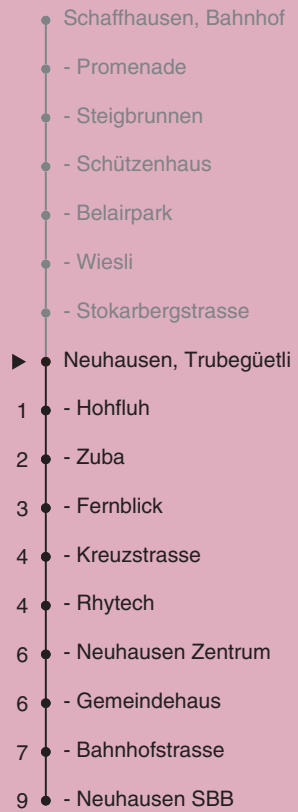 Schaffhausen, Bahnhof
- Promenade
- Steigbrunnen
- Schützenhaus
- Belairpark
- Wiesli
- Stokarbergstrasse
Neuhausen, Trubegüetli
1 - Hohfluh
2 - Zuba
3 - Fernblick
4 - Kreuzstrasse
4 - Rhytech
6 - Neuhausen Zentrum
6 - Gemeindehaus
7 - Bahnhofstrasse
9 - Neuhausen SBB